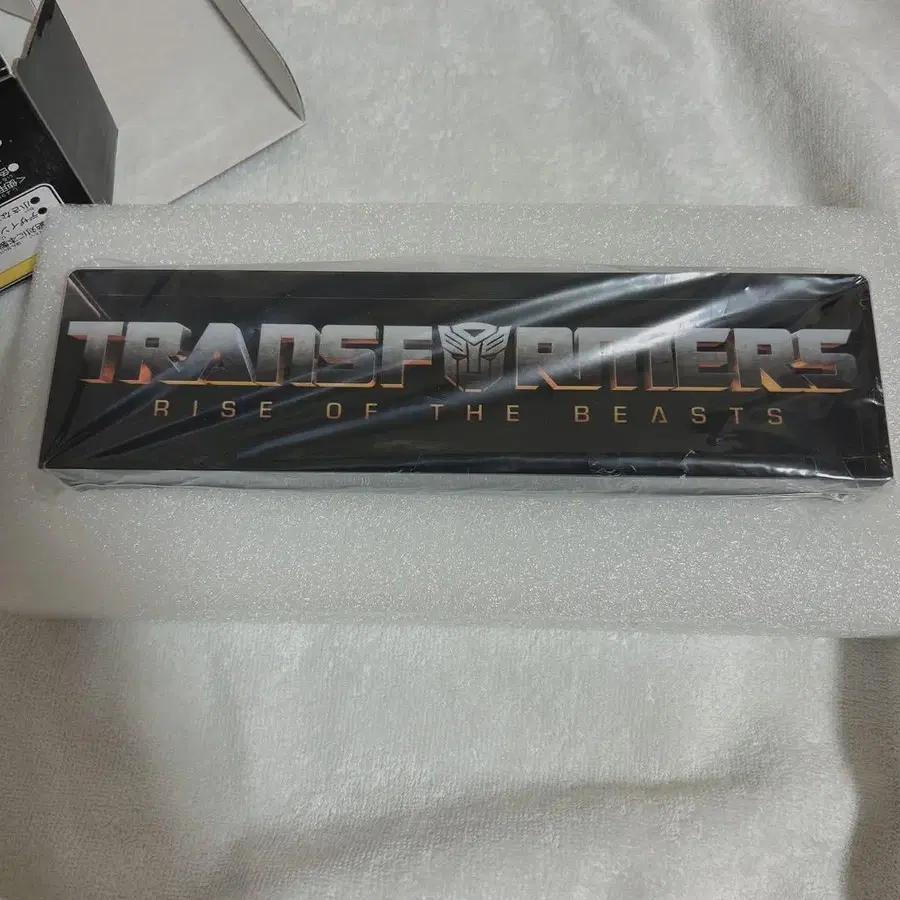 TRANSFORMERS
RISE OF THE BEASTS